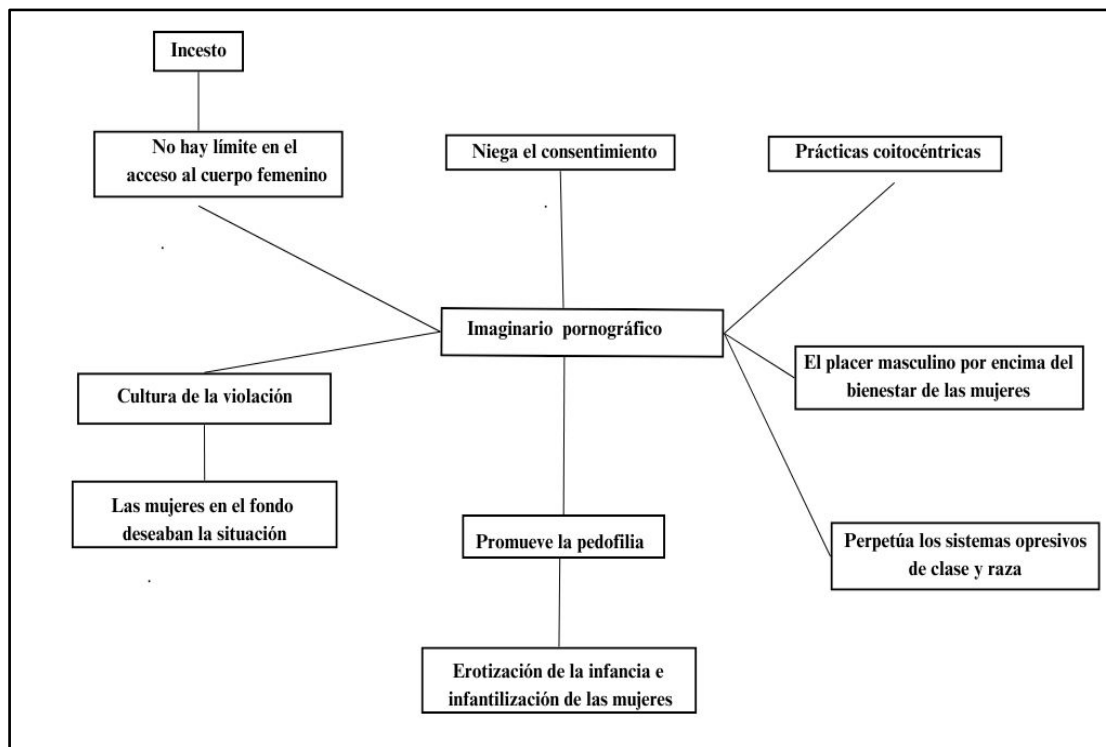 Incesto
No hay límite en el
acceso al cuerpo femenino
Niega el consentimiento
Prácticas coitocéntricas
Imaginario pornográfico
El placer masculino por encima del
bienestar de las mujeres
Cultura de la violación
Las mujeres en el fondo
deseaban la situación
Promueve la pedofilia
Perpetúa los sistemas opresivos
de clase y raza
Erotización de la infancia e
infantilización de las mujeres